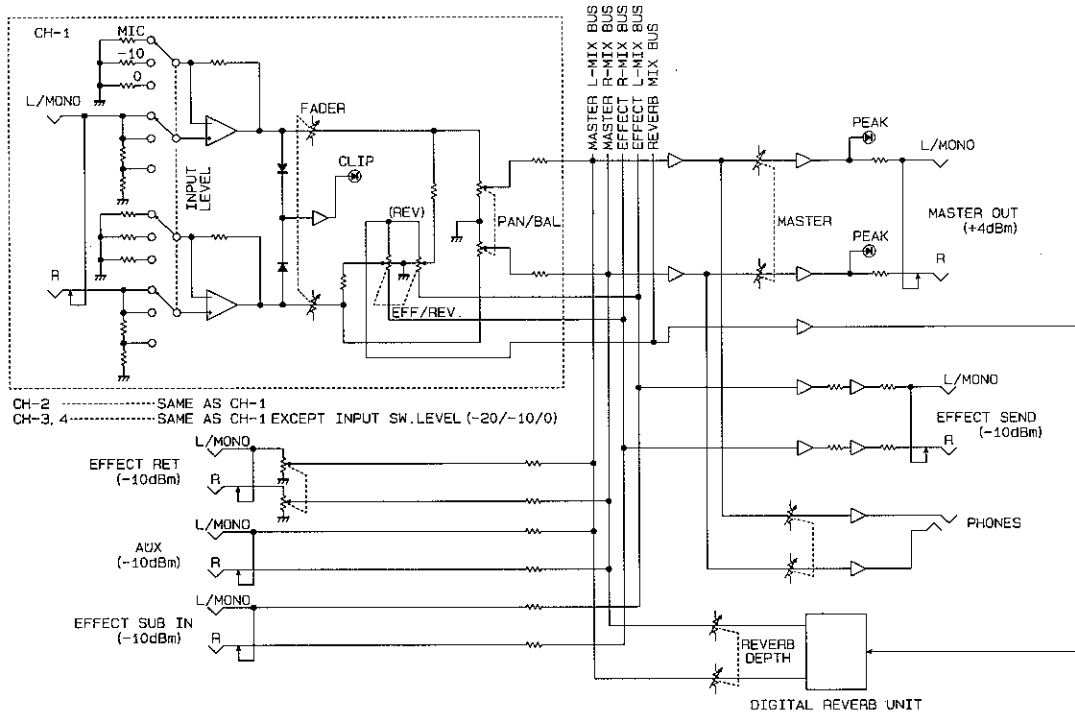 CH-1
MIC
-10
0
L/MONO
R
INPUT
LEVEL
FADER
CLIP
(REV)
EFF/REV.
PAN/BAL
MASTER L-MIX BUS
MASTER R-MIX BUS
EFFECT R-MIX BUS
EFFECT L-MIX BUS
REVERB MIX BUS
PEAK
L/MONO
MASTER
MASTER OUT
(+4dBm)
PEAK
R
L/MONO
EFFECT SEND
(-10dBm)
R
PHONES
CH-2 SAME AS CH-1
CH-3, 4 SAME AS CH-1 EXCEPT INPUT SW.LEVEL (-20/-10/0)
L/MONO
EFFECT RET
(-10dBm)
R
L/MONO
AUX
(-10dBm)
R
L/MONO
EFFECT SUB IN
(-10dBm)
R
REVERB
DEPTH
DIGITAL REVERB UNIT